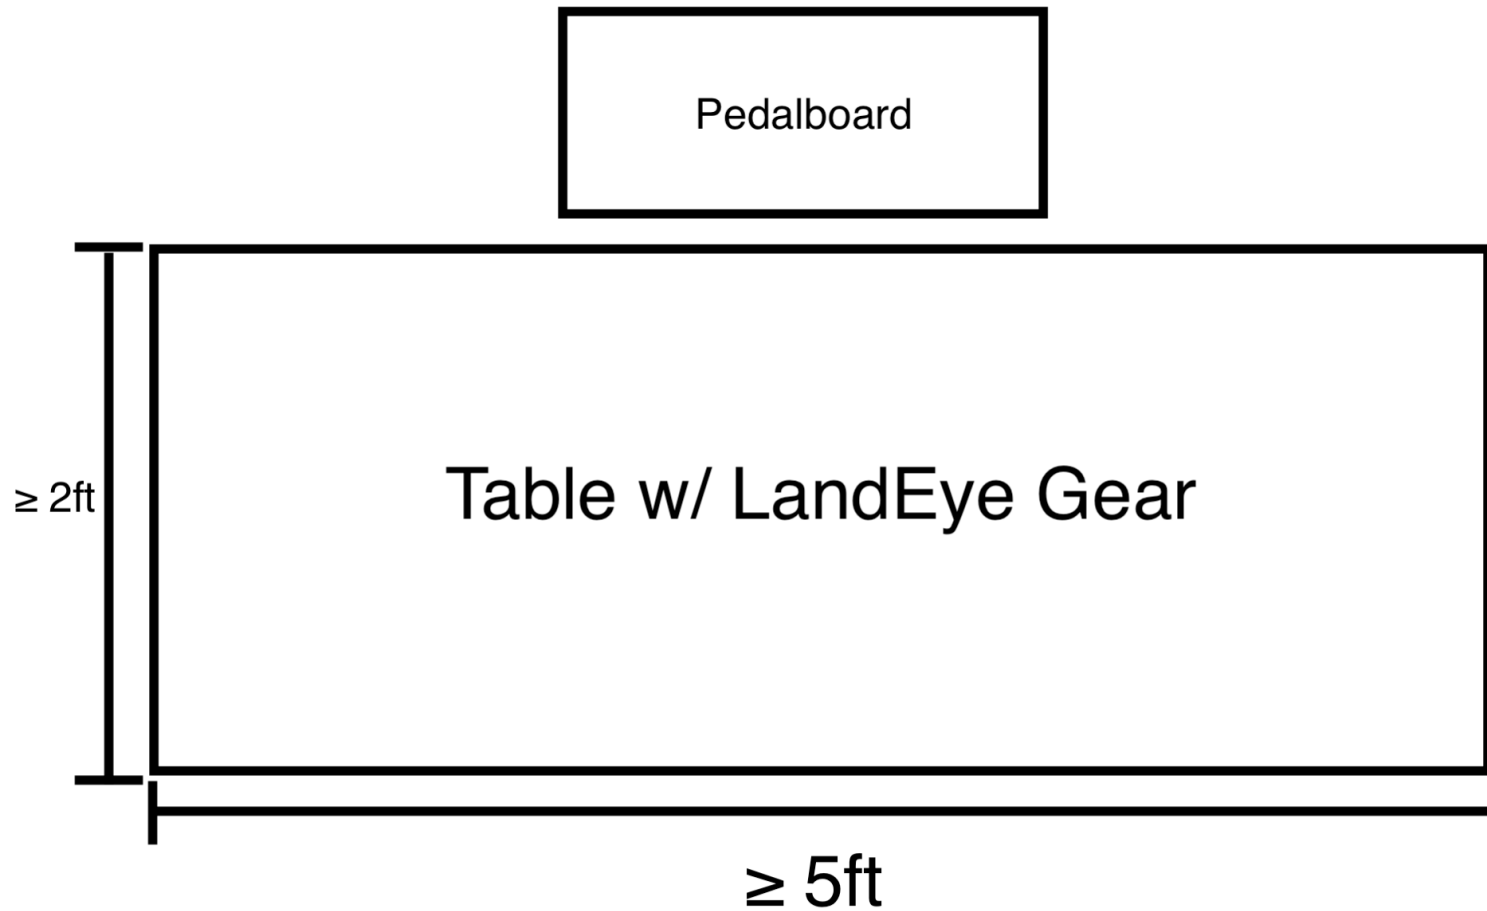 Pedalboard
≥ 2ft
Table w/ LandEye Gear
≥ 5ft